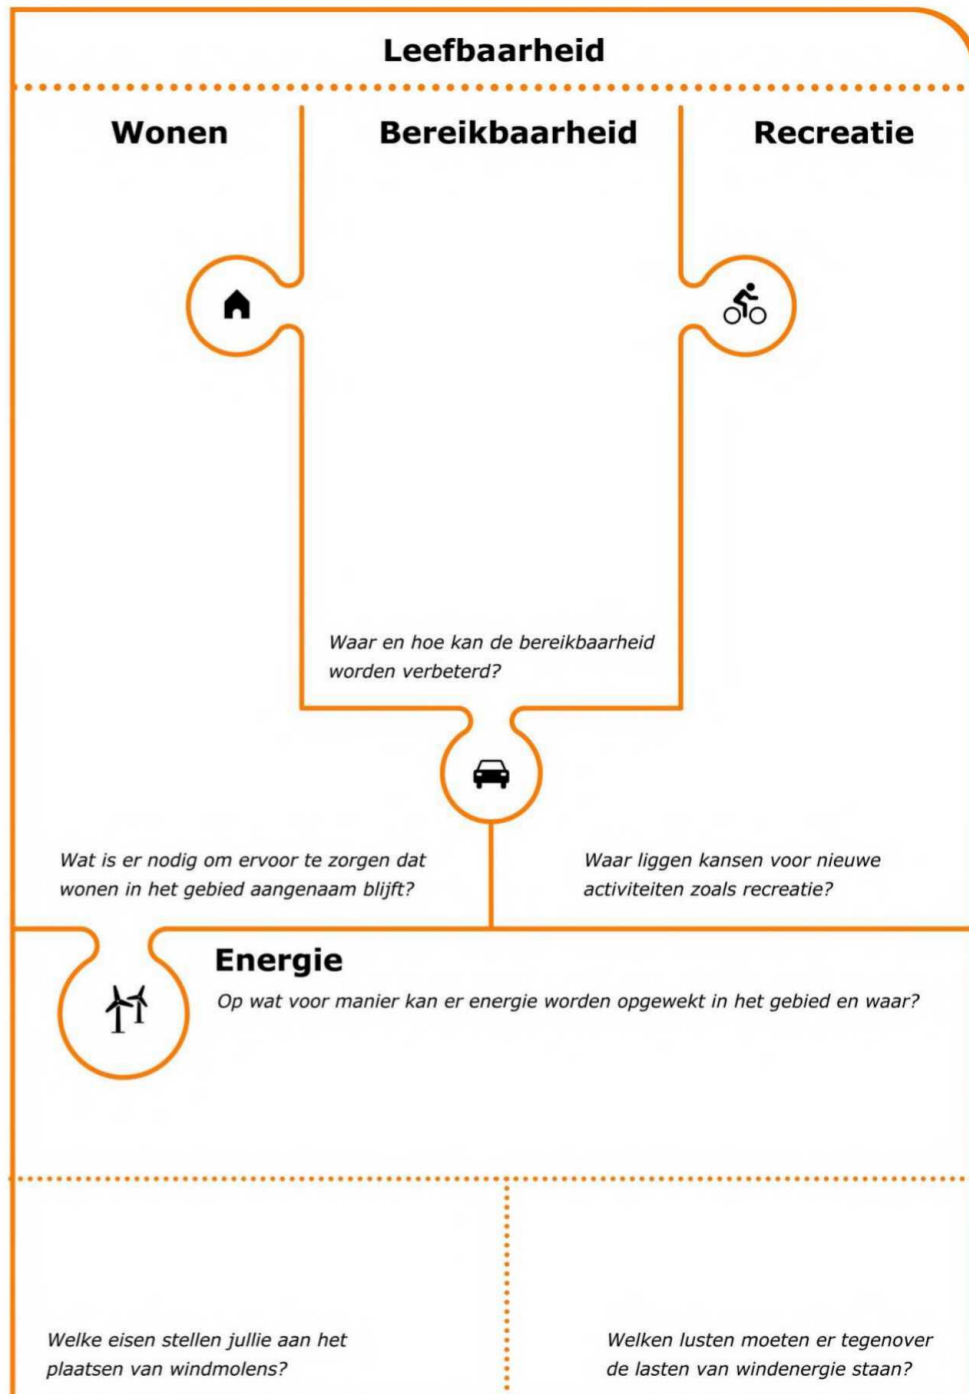 Leefbaarheid
Wonen
Bereikbaarheid
Recreatie
Waar en hoe kan de bereikbaarheid
worden verbeterd?
Wat is er nodig om ervoor te zorgen dat
wonen in het gebied aangenaam blijft?
Waar liggen kansen voor nieuwe
activiteiten zoals recreatie?
Energie
Op wat voor manier kan er energie worden opgewekt in het gebied en waar?
Welke eisen stellen jullie aan het
plaatsen van windmolens?
Welken lusten moeten er tegenover
de lasten van windenergie staan?